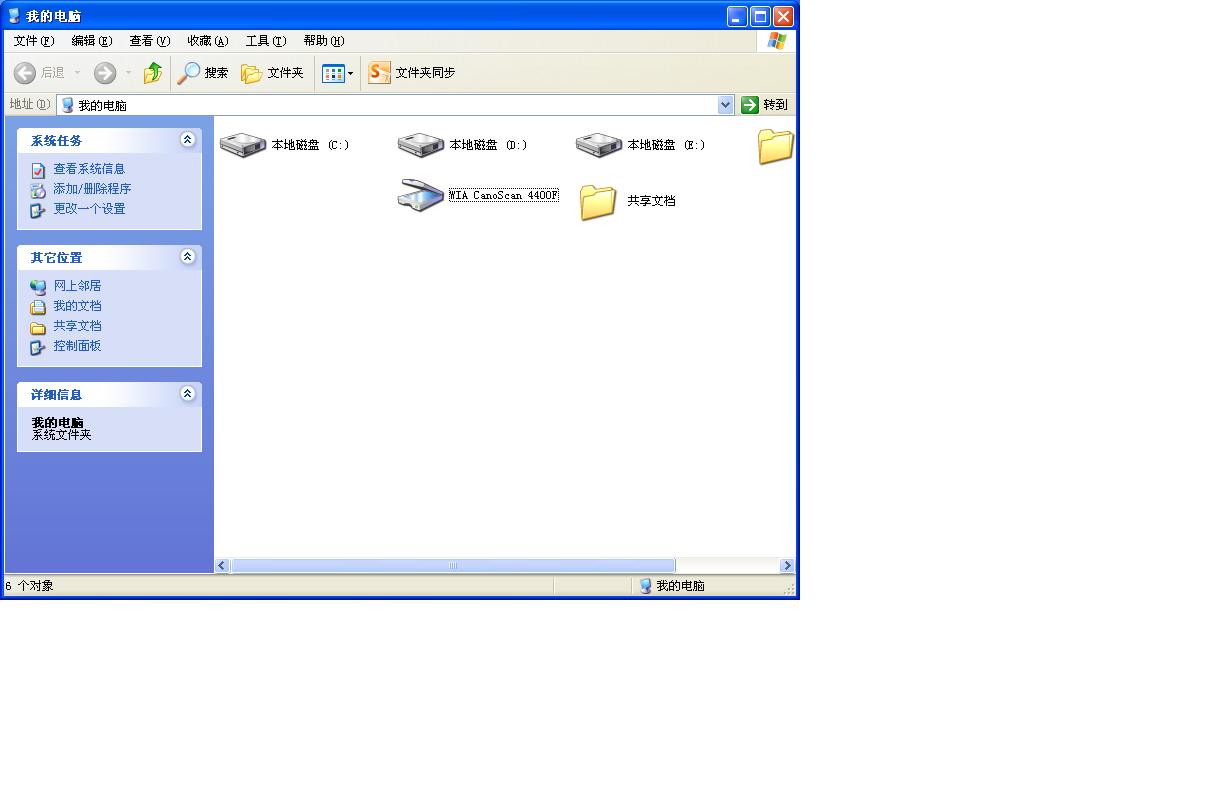 我的电脑
文件(F) 编辑(E) 查看(V) 收藏(A) 工具(T) 帮助(H)
后退 搜索 文件夹 文件夹同步
地址(D) 我的电脑 转到
系统任务
查看系统信息
添加/删除程序
更改一个设置
其它位置
网上邻居
我的文档
共享文档
控制面板
详细信息
我的电脑
系统文件夹
本地磁盘 (C:) 本地磁盘 (D:) 本地磁盘 (E:)
WIA CanoScan 4400F 共享文档
6 个对象 我的电脑